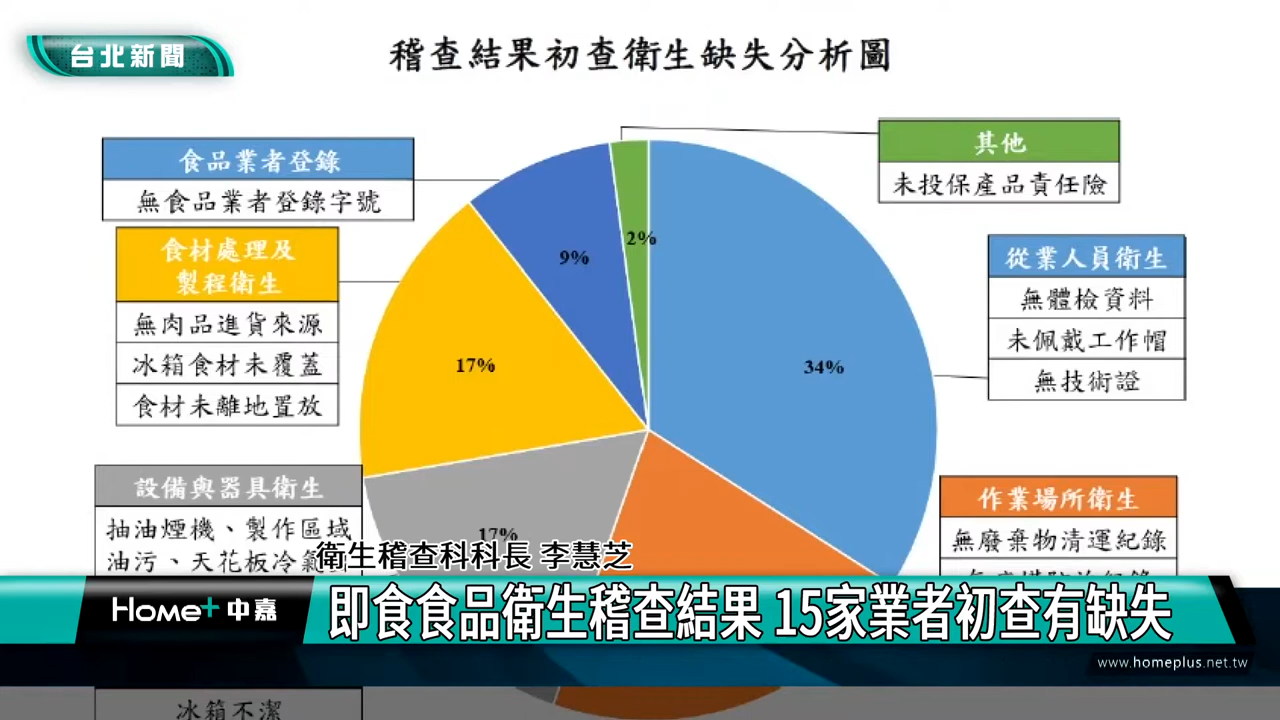 台北新聞
稽查結果初查衛生缺失分析圖
食品業者登錄
無食品業者登錄字號
食材處理及
製程衛生
無肉品進貨來源
冰箱食材未覆蓋
食材未離地置放
設備與器具衛生
抽油煙機、製作區域
油污、天花板冷氣
冰箱不潔
9%
2%
17%
34%
17%
其他
未投保產品責任險
從業人員衛生
無體檢資料
未佩戴工作帽
無技術證
作業場所衛生
無廢棄物清運紀錄
衛生稽查科科長 李慧芝
Home+ 中嘉
即食食品衛生稽查結果 15家業者初查有缺失
www.homeplus.net.tw